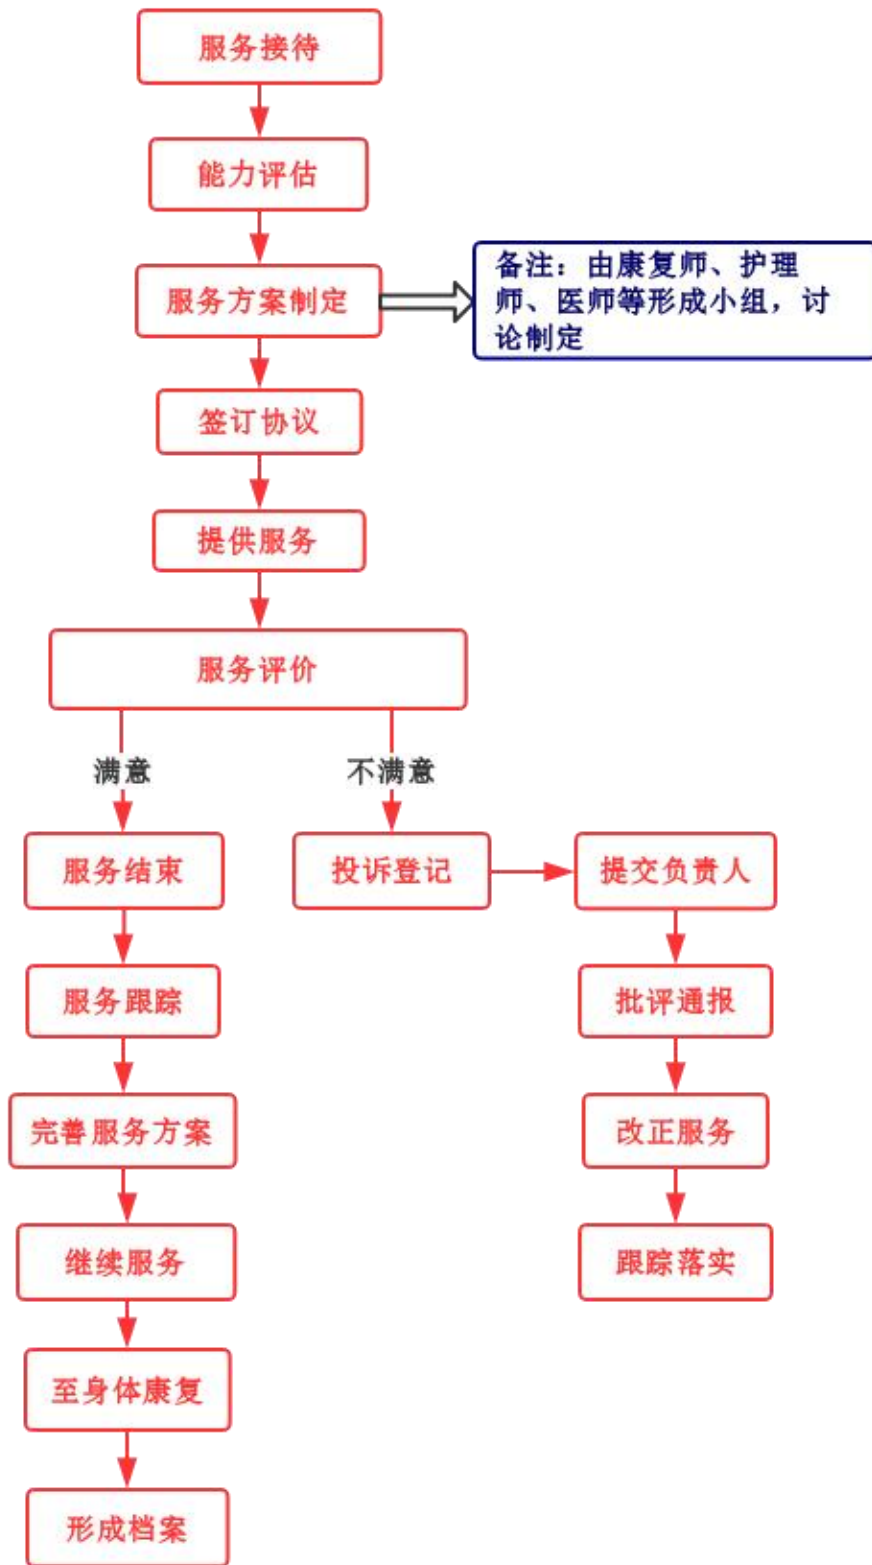 服务接待
能力评估
服务方案制定
备注：由康复师、护理
师、医师等形成小组，讨
论制定
签订协议
提供服务
服务评价
满意
不满意
服务结束
投诉登记
提交负责人
服务跟踪
批评通报
完善服务方案
改正服务
继续服务
跟踪落实
至身体康复
形成档案